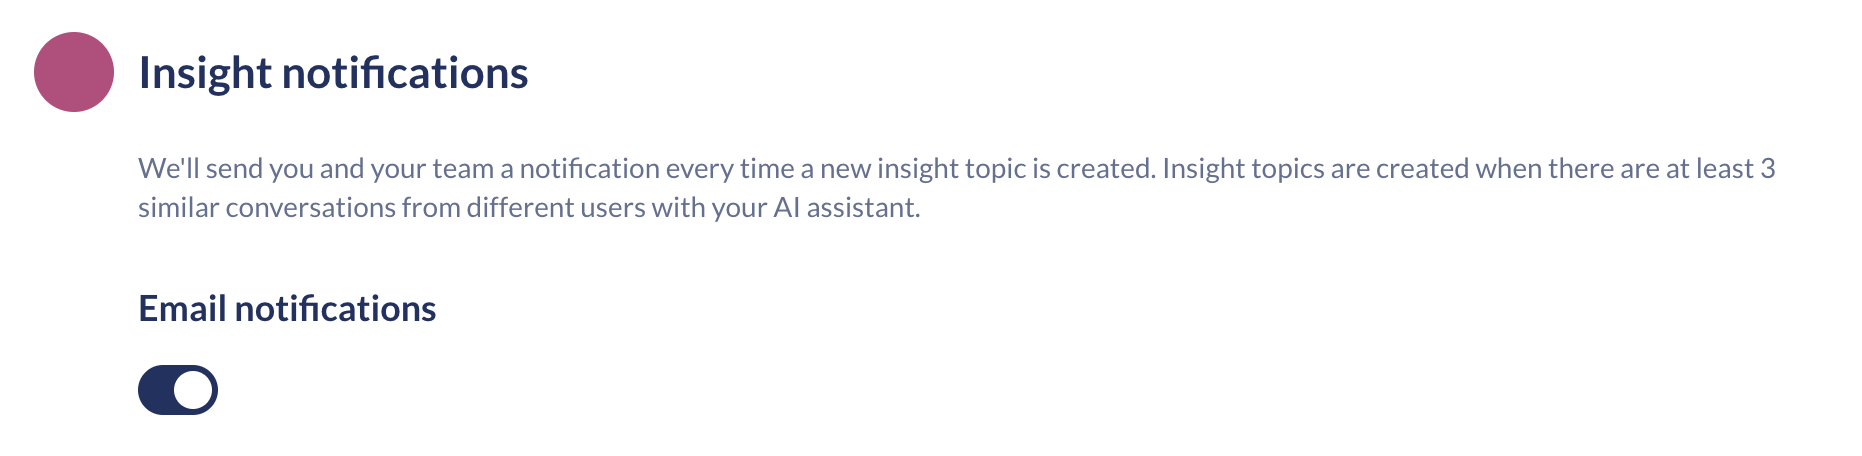 Insight notifications
We'll send you and your team a notification every time a new insight topic is created. Insight topics are created when there are at least 3
similar conversations from different users with your AI assistant.
Email notifications